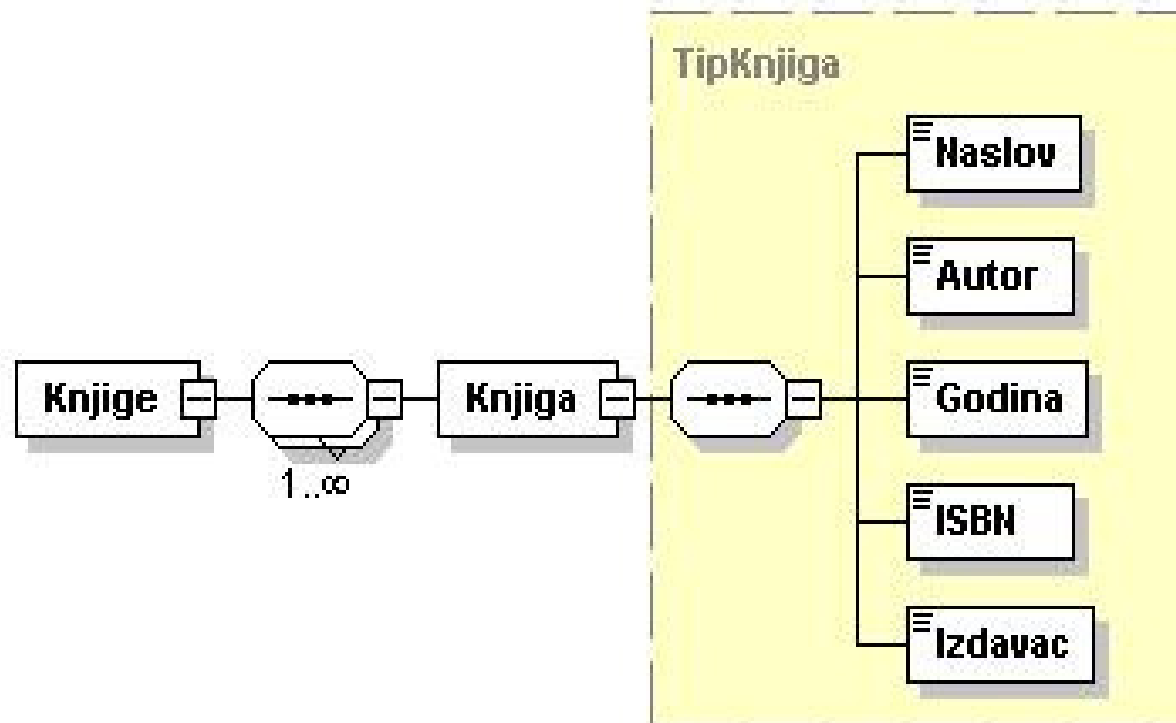 TipKnjiga
Naslov
Autor
Knjige
Knjiga
Godina
1..∞
ISBN
Izdavac